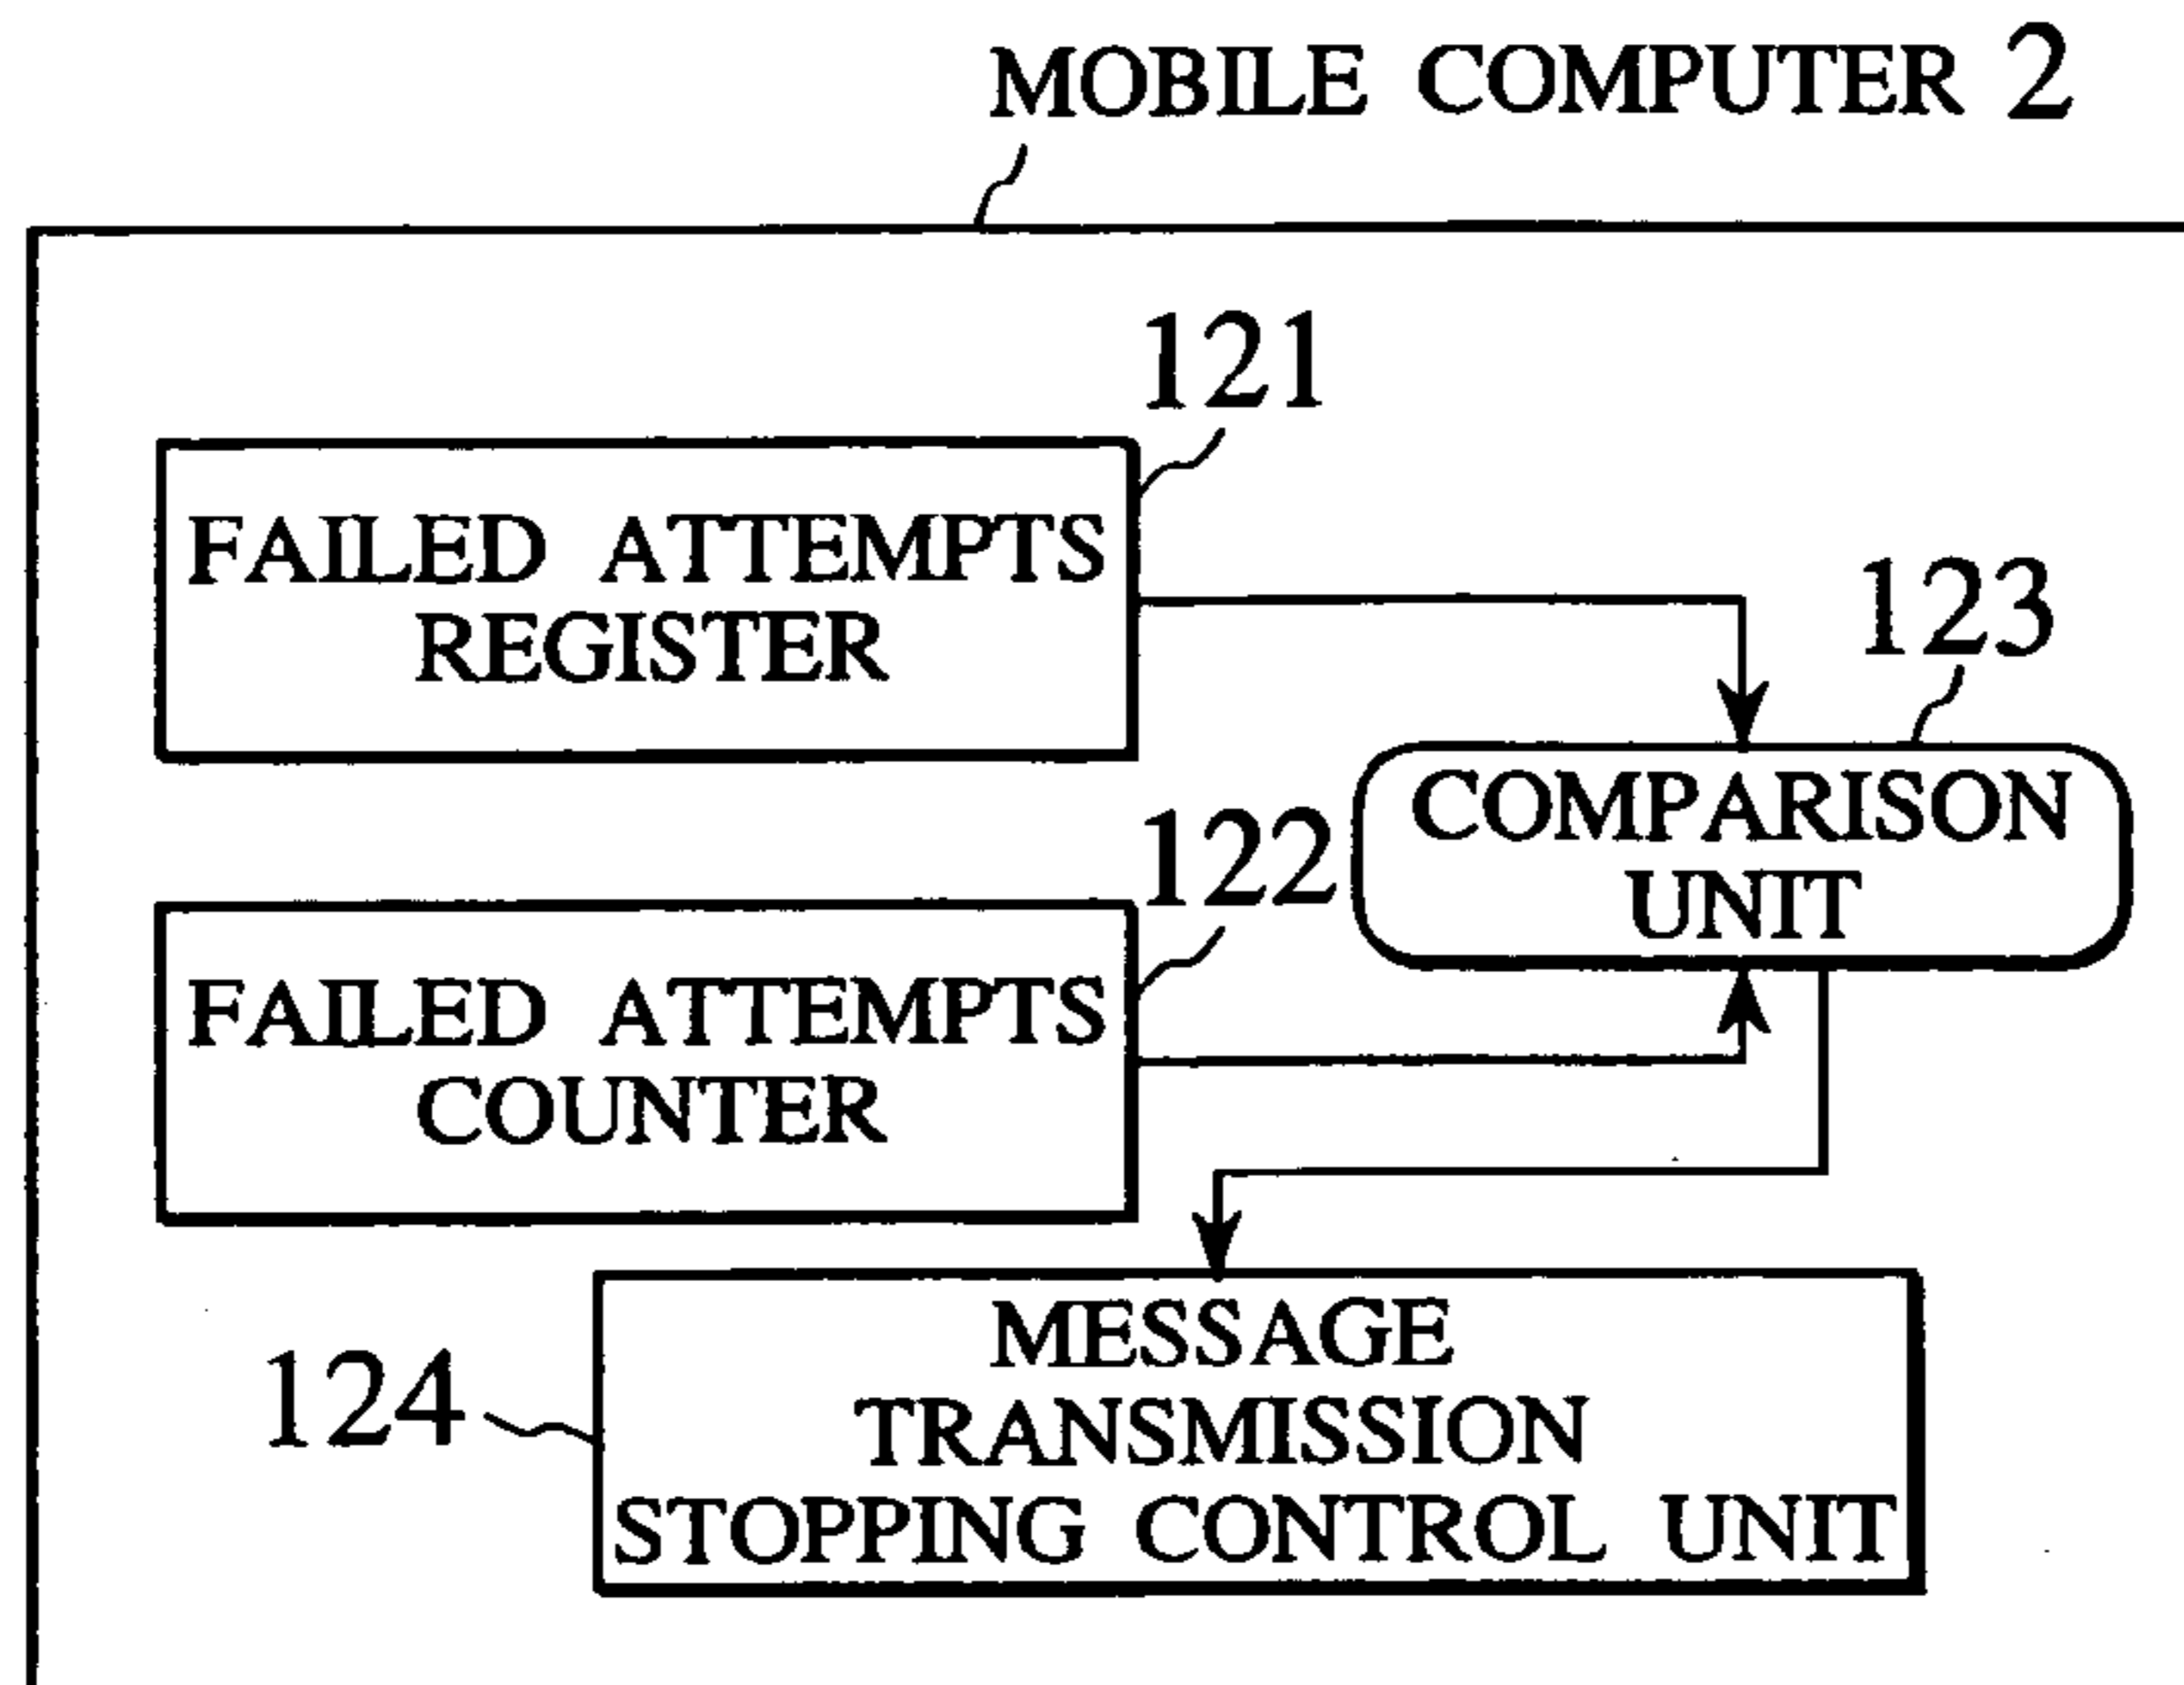 MOBILE COMPUTER 2
121
FAILED ATTEMPTS
REGISTER
123
COMPARISON
UNIT
122
FAILED ATTEMPTS
COUNTER
124
MESSAGE
TRANSMISSION
STOPPING CONTROL UNIT